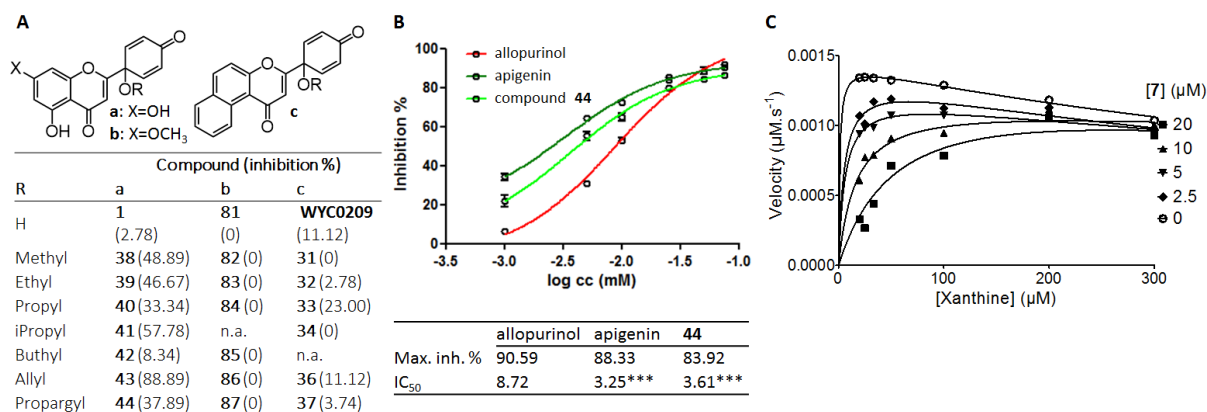 A
X
O
O
OR
OH
O
a: X=OH
b: X=OCH₃
O
O
OR
O
c
Compound (inhibition %)
R a b c
H 1 (2.78) 81 (0) WYC0209 (11.12)
Methyl 38 (48.89) 82 (0) 31 (0)
Ethyl 39 (46.67) 83 (0) 32 (2.78)
Propyl 40 (33.34) 84 (0) 33 (23.00)
iPropyl 41 (57.78) n.a. 34 (0)
Buthyl 42 (8.34) 85 (0) n.a.
Allyl 43 (88.89) 86 (0) 36 (11.12)
Propargyl 44 (37.89) 87 (0) 37 (3.74)
B
Inhibition %
100
80
60
40
20
0
-3.5 -3.0 -2.5 -2.0 -1.5 -1.0
log cc (mM)
allopurinol
apigenin
compound 44
allopurinol apigenin 44
Max. inh. % 90.59 88.33 83.92
IC₅₀ 8.72 3.25*** 3.61***
C
Velocity (µM.s⁻¹)
0.0015
0.0010
0.0005
0.0000
0 100 200 300
[Xanthine] (µM)
[7] (µM)
20
10
5
2.5
0